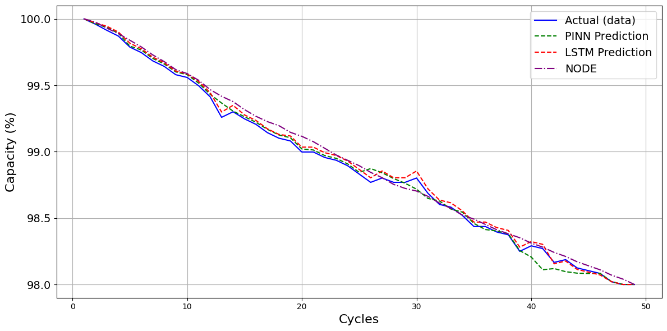 100.0
99.5
99.0
98.5
98.0
Capacity (%)
0
10
20
30
40
50
Cycles
Actual (data)
PINN Prediction
LSTM Prediction
NODE